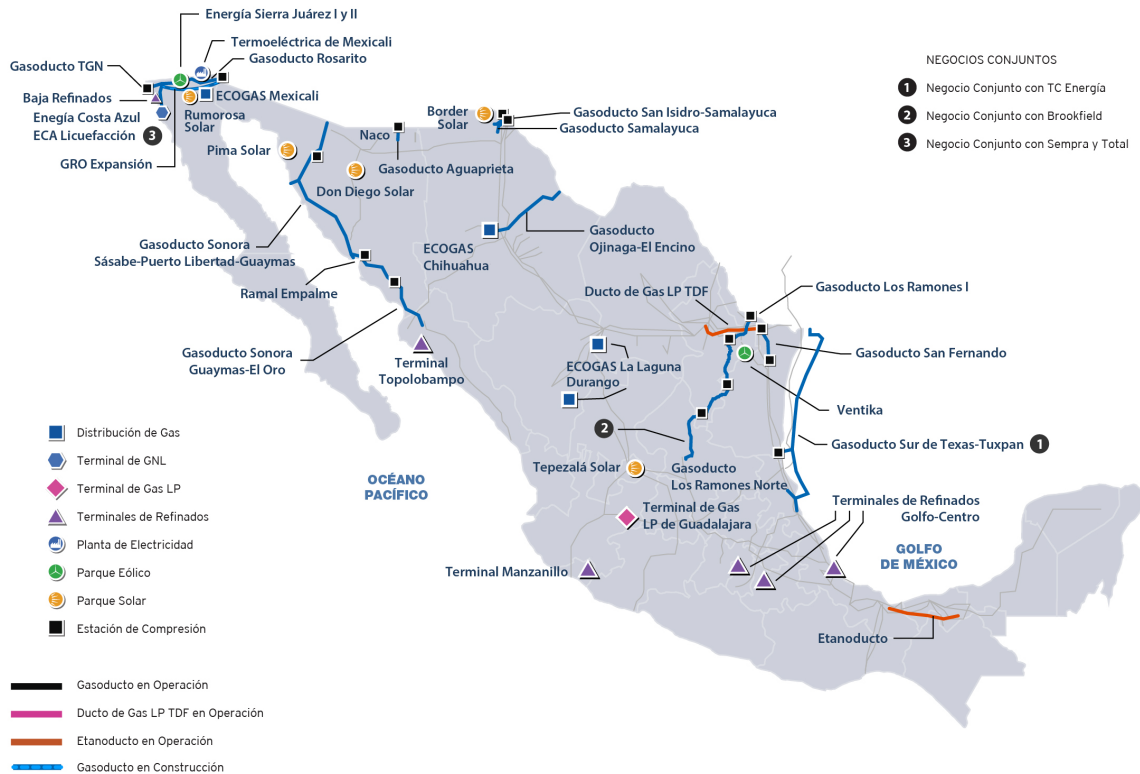 Energía Sierra Juárez I y II
Termoeléctrica de Mexicali
Gasoducto Rosarito
Gasoducto TGN
Baja Refinados
ECOGAS Mexicali
Enegía Costa Azul
ECA Licuefacción 3
Rumorosa
Solar
GRO Expansión
Pima Solar
Naco
Border
Solar
Gasoducto San Isidro-Samalayuca
Gasoducto Samalayuca
Gasoducto Aguaprieta
Don Diego Solar
NEGOCIOS CONJUNTOS
1 Negocio Conjunto con TC Energía
2 Negocio Conjunto con Brookfield
3 Negocio Conjunto con Sempra y Total
Gasoducto Sonora
Sásabe-Puerto Libertad-Guaymas
ECOGAS
Chihuahua
Gasoducto
Ojinaga-El Encino
Ramal Empalme
Ducto de Gas LP TDF
Gasoducto Los Ramones I
Gasoducto Sonora
Guaymas-El Oro
Terminal
Topolobampo
ECOGAS La Laguna
Durango
Gasoducto San Fernando
Ventika
2
Gasoducto Sur de Texas-Tuxpan 1
Tepezalá Solar
Gasoducto
Los Ramones Norte
OCÉANO
PACÍFICO
Terminal de Gas
LP de Guadalajara
Terminales de Refinados
Golfo-Centro
GOLFO
DE MÉXICO
Terminal Manzanillo
Etanoducto
Distribución de Gas
Terminal de GNL
Terminal de Gas LP
Terminales de Refinados
Planta de Electricidad
Parque Eólico
Parque Solar
Estación de Compresión
Gasoducto en Operación
Ducto de Gas LP TDF en Operación
Etanoducto en Operación
Gasoducto en Construcción